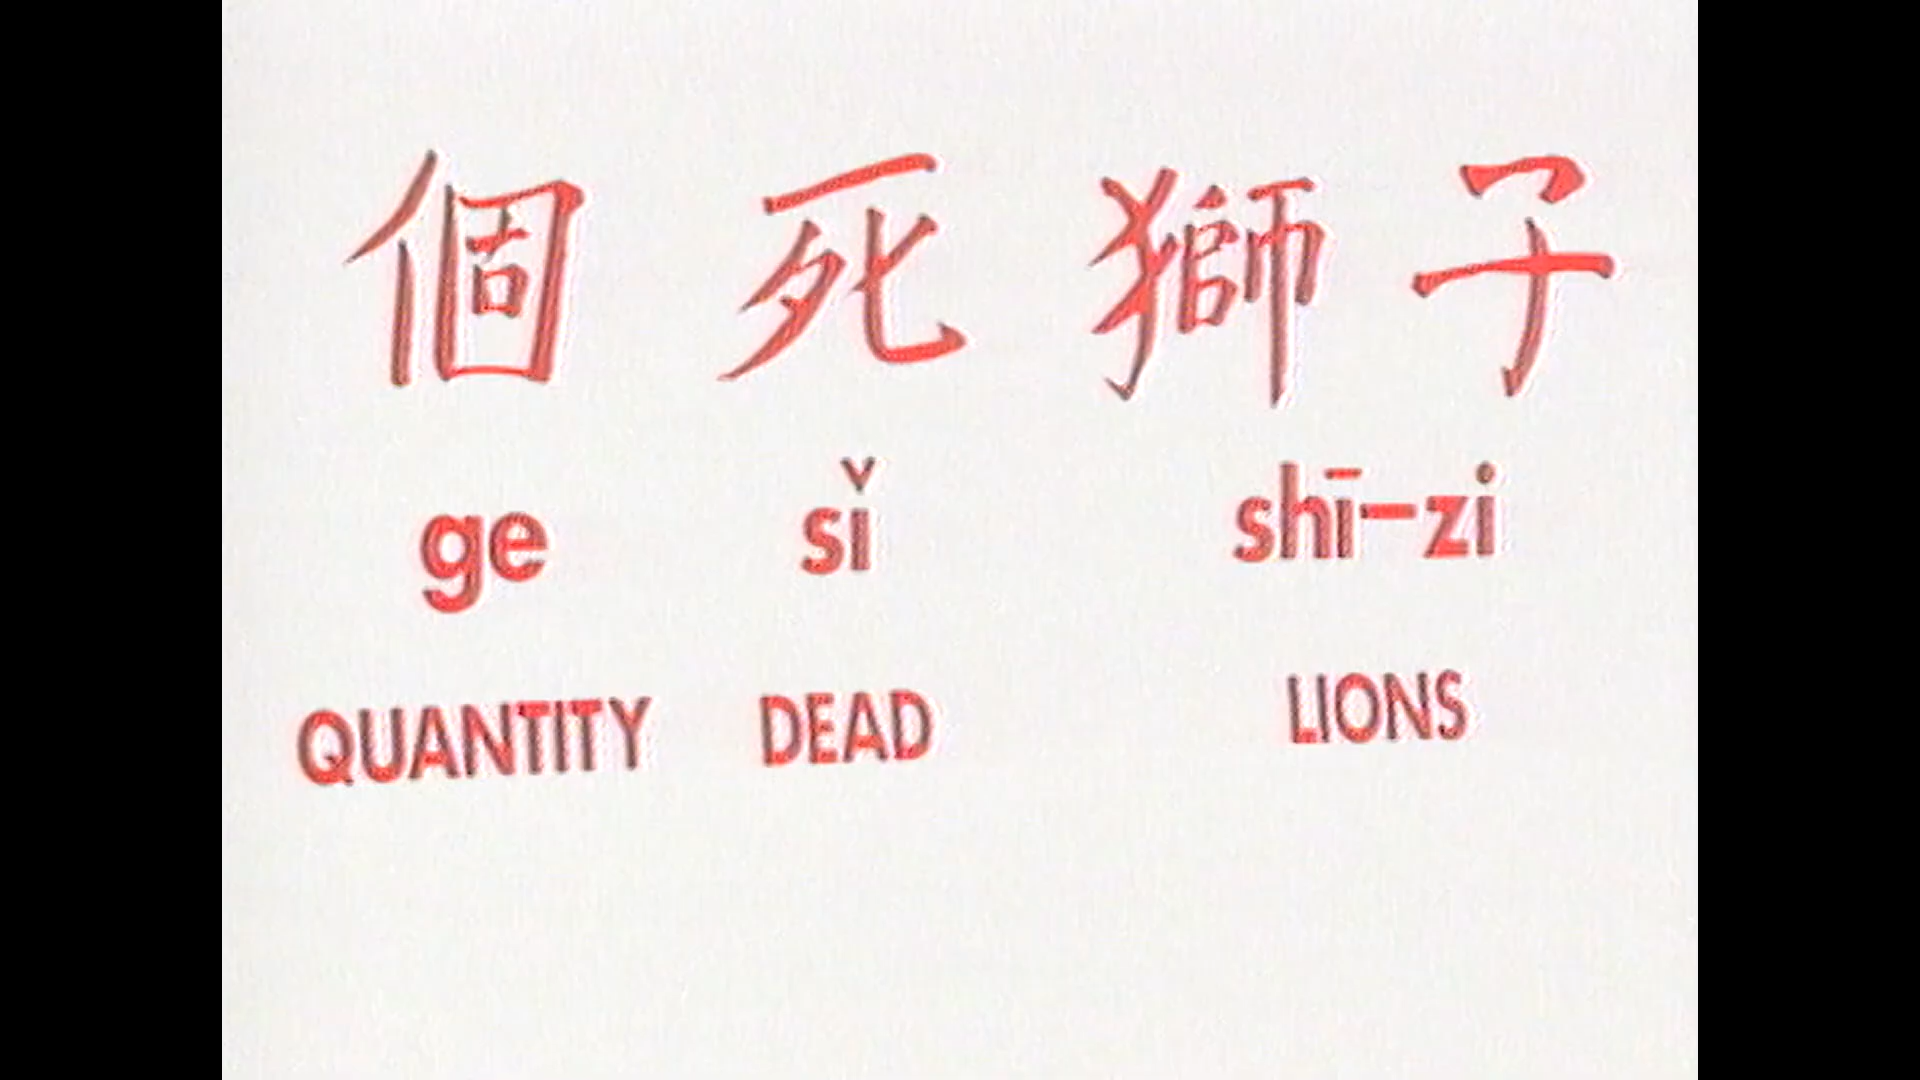 個 死 獅 子
ge sǐ shī-zi
QUANTITY DEAD LIONS